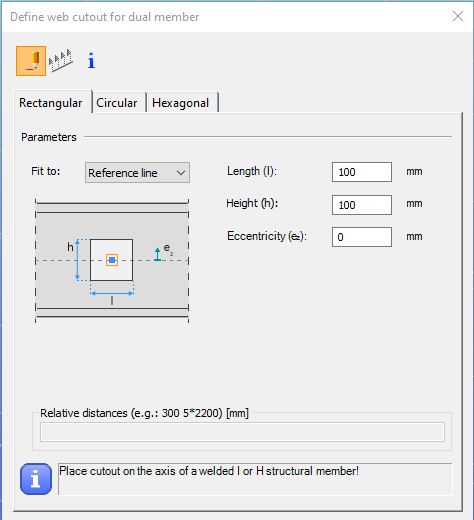 Define web cutout for dual member
Rectangular Circular Hexagonal
Parameters
Fit to: Reference line Length (l): 100 mm
Height (h): 100 mm
Eccentricity (ez): 0 mm
h
ez
l
Relative distances (e.g.: 300 5*2200) [mm]
Place cutout on the axis of a welded I or H structural member!